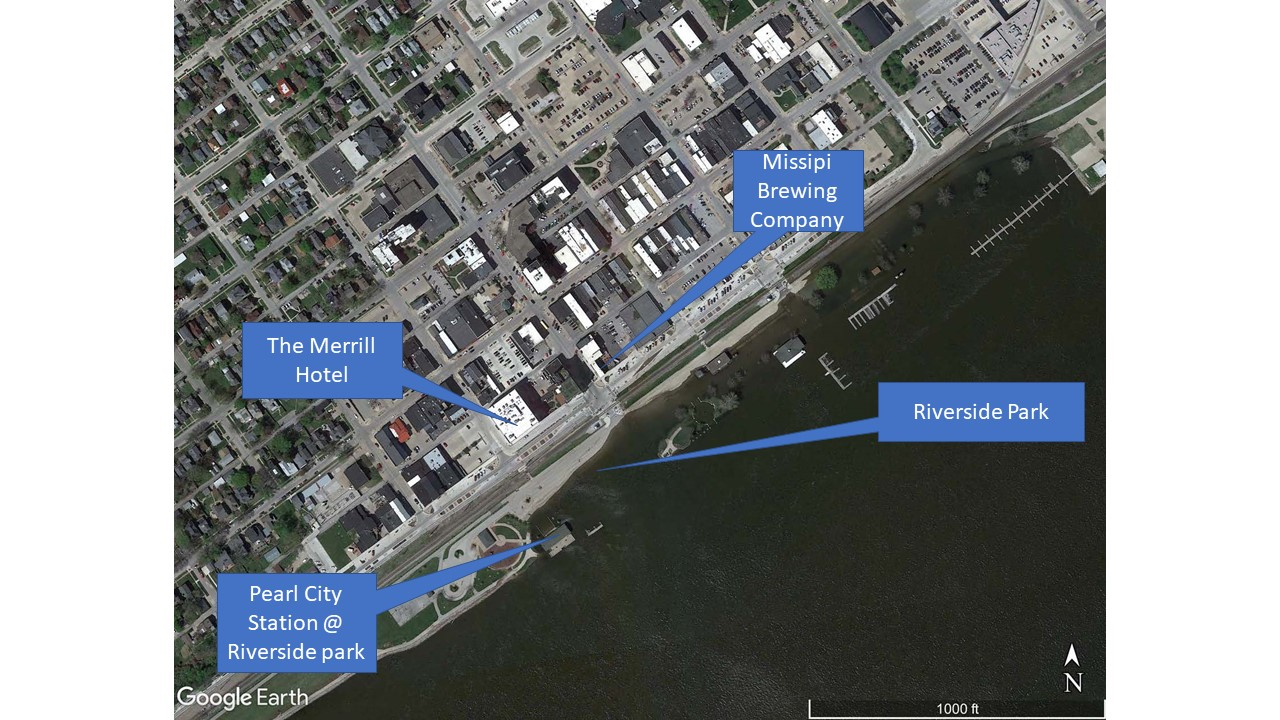 Missipi
Brewing
Company
The Merrill
Hotel
Riverside Park
Pearl City
Station @
Riverside park
Google Earth
N
1000 ft